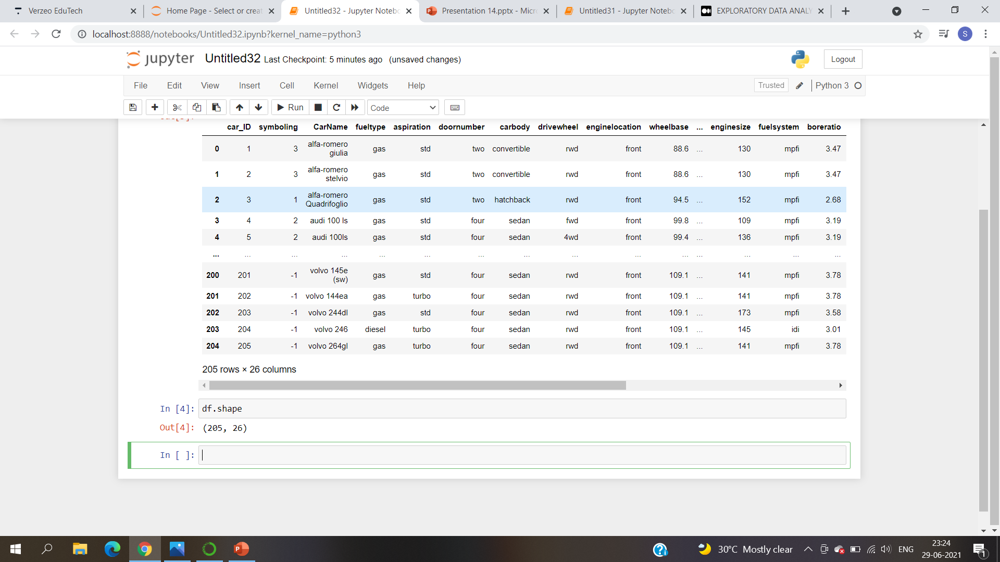 Verzeo EduTech
Home Page - Select or creat
Untitled32 - Jupyter Notebo
Presentation 14.pptx - Micr
Untitled31 - Jupyter Notebo
EXPLORATORY DATA ANALY
localhost:8888/notebooks/Untitled32.ipynb?kernel_name=python3
S
jupyter Untitled32 Last Checkpoint: 5 minutes ago (unsaved changes)
Logout
File Edit View Insert Cell Kernel Widgets Help
Trusted
Python 3
Run
Code
car_ID symboling CarName fueltype aspiration doornumber carbody drivewheel enginelocation wheelbase ... enginesize fuelsystem boreratio
0 1 3 alfa-romero giulia gas std two convertible rwd front 88.6 ... 130 mpfi 3.47
1 2 3 alfa-romero stelvio gas std two convertible rwd front 88.6 ... 130 mpfi 3.47
2 3 1 alfa-romero Quadrifoglio gas std two hatchback rwd front 94.5 ... 152 mpfi 2.68
3 4 2 audi 100 ls gas std four sedan fwd front 99.8 ... 109 mpfi 3.19
4 5 2 audi 100ls gas std four sedan 4wd front 99.4 ... 136 mpfi 3.19
... ... ... ... ... ... ... ... ... ... ... ... ... ... ...
200 201 -1 volvo 145e (sw) gas std four sedan rwd front 109.1 ... 141 mpfi 3.78
201 202 -1 volvo 144ea gas turbo four sedan rwd front 109.1 ... 141 mpfi 3.78
202 203 -1 volvo 244dl gas std four sedan rwd front 109.1 ... 173 mpfi 3.58
203 204 -1 volvo 246 diesel turbo four sedan rwd front 109.1 ... 145 idi 3.01
204 205 -1 volvo 264gl gas turbo four sedan rwd front 109.1 ... 141 mpfi 3.78
205 rows × 26 columns
In [4]: df.shape
Out[4]: (205, 26)
In [ ]:
30°C Mostly clear
ENG
23:24
29-06-2021
1